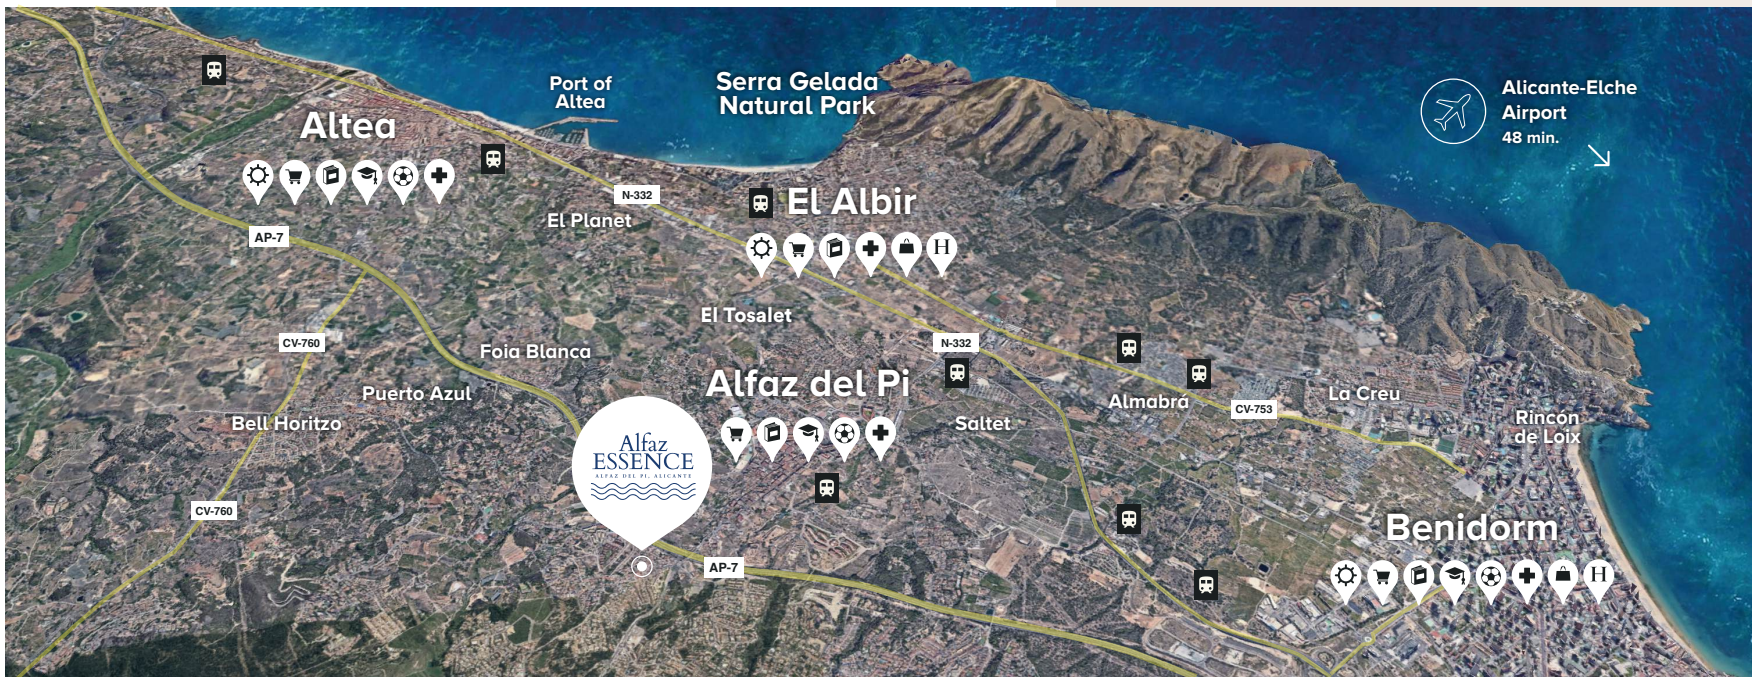 Port of
Altea
Serra Gelada
Natural Park
Alicante-Elche
Airport
48 min.
Altea
N-332
El Albir
El Planet
AP-7
H
El Tosalet
CV-760
N-332
Foia Blanca
Puerto Azul
Alfaz del Pi
Almabrá
CV-753
La Creu
Bell Horitzo
Saltet
Rincón
de Loix
Alfaz
ESSENCE
ALFAZ DEL PI, ALICANTE
CV-760
Benidorm
AP-7
H